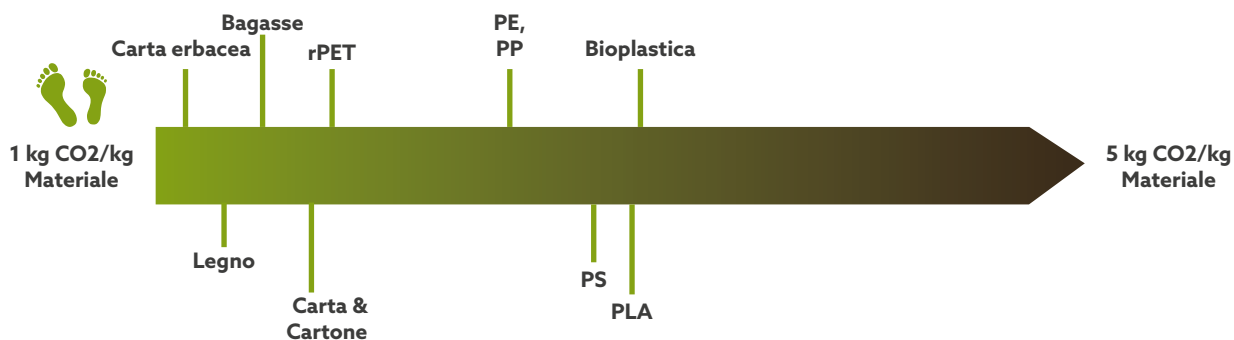 Bagasse
Carta erbacea
rPET
PE,
PP
Bioplastica
1 kg CO2/kg
Materiale
5 kg CO2/kg
Materiale
Legno
Carta &
Cartone
PS
PLA